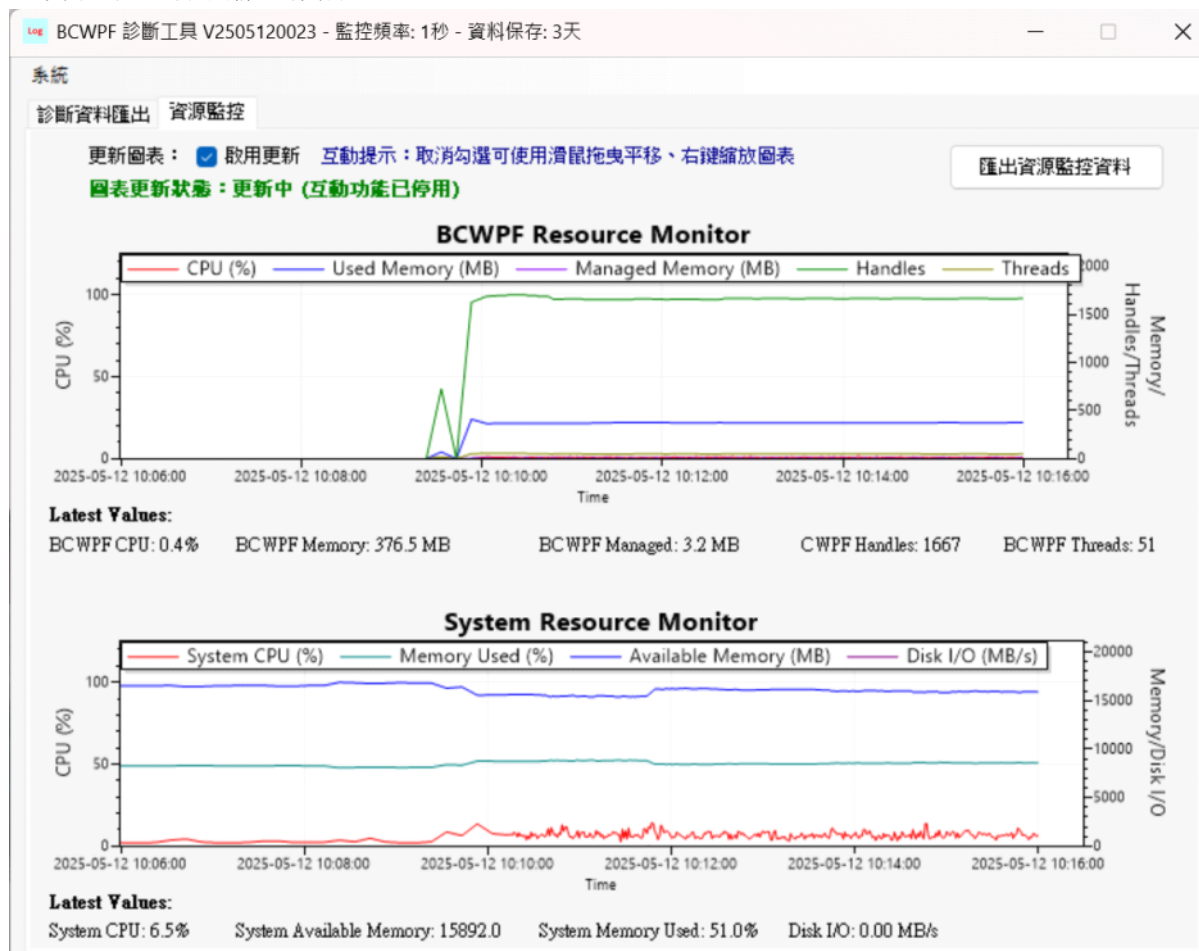 Log BCWPF 診斷工具 V2505120023 - 監控頻率: 1秒 - 資料保存: 3天
系統
診斷資料匯出 資源監控
更新圖表： 啟用更新 互動提示：取消勾選可使用滑鼠拖曳平移、右鍵縮放圖表
匯出資源監控資料
圖表更新狀態：更新中 (互動功能已停用)
BCWPF Resource Monitor
CPU (%) Used Memory (MB) Managed Memory (MB) Handles Threads
2000
100
1500
1000
50
500
0 0
CPU (%)
Memory/
Handles/Threads
2025-05-12 10:06:00 2025-05-12 10:08:00 2025-05-12 10:10:00 2025-05-12 10:12:00 2025-05-12 10:14:00 2025-05-12 10:16:00
Time
Latest Values:
BCWPF CPU: 0.4% BCWPF Memory: 376.5 MB BCWPF Managed: 3.2 MB CWPF Handles: 1667 BCWPF Threads: 51
System Resource Monitor
System CPU (%) Memory Used (%) Available Memory (MB) Disk I/O (MB/s)
20000
100
15000
10000
50
5000
0 0
CPU (%)
Memory/Disk I/O
2025-05-12 10:06:00 2025-05-12 10:08:00 2025-05-12 10:10:00 2025-05-12 10:12:00 2025-05-12 10:14:00 2025-05-12 10:16:00
Time
Latest Values:
System CPU: 6.5% System Available Memory: 15892.0 System Memory Used: 51.0% Disk I/O: 0.00 MB/s